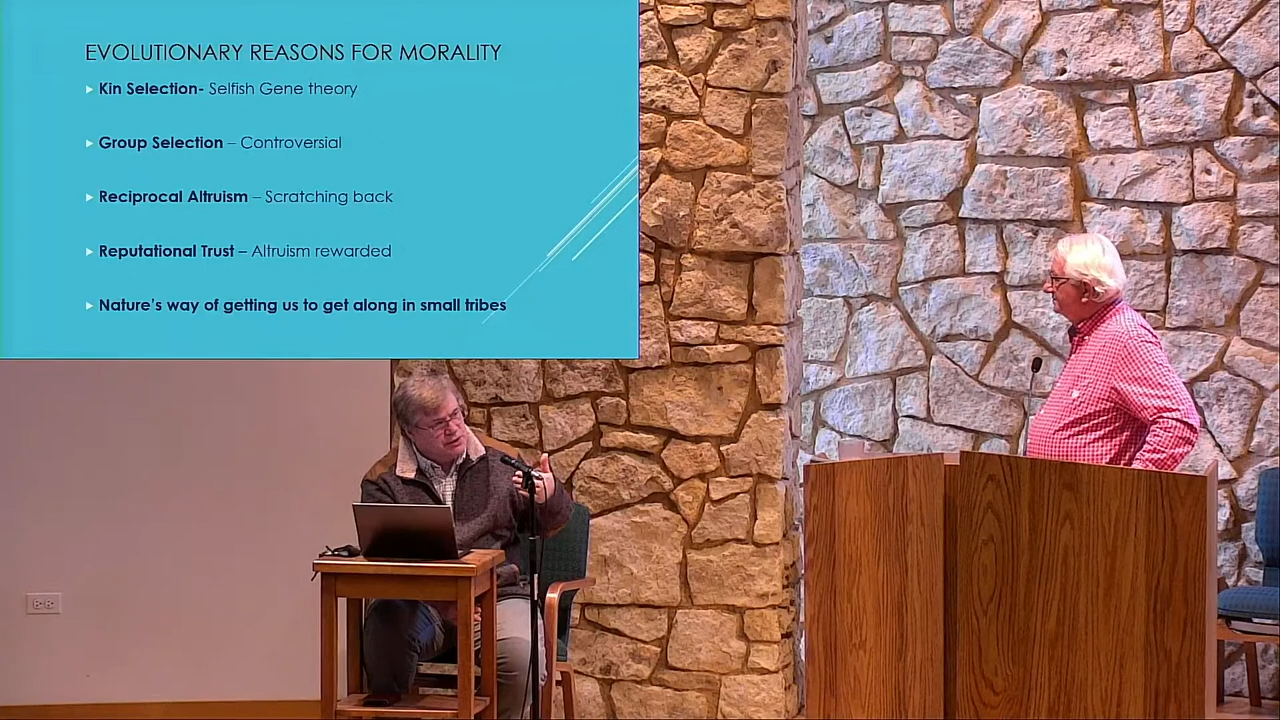 EVOLUTIONARY REASONS FOR MORALITY
Kin Selection- Selfish Gene theory
Group Selection – Controversial
Reciprocal Altruism – Scratching back
Reputational Trust – Altruism rewarded
Nature's way of getting us to get along in small tribes